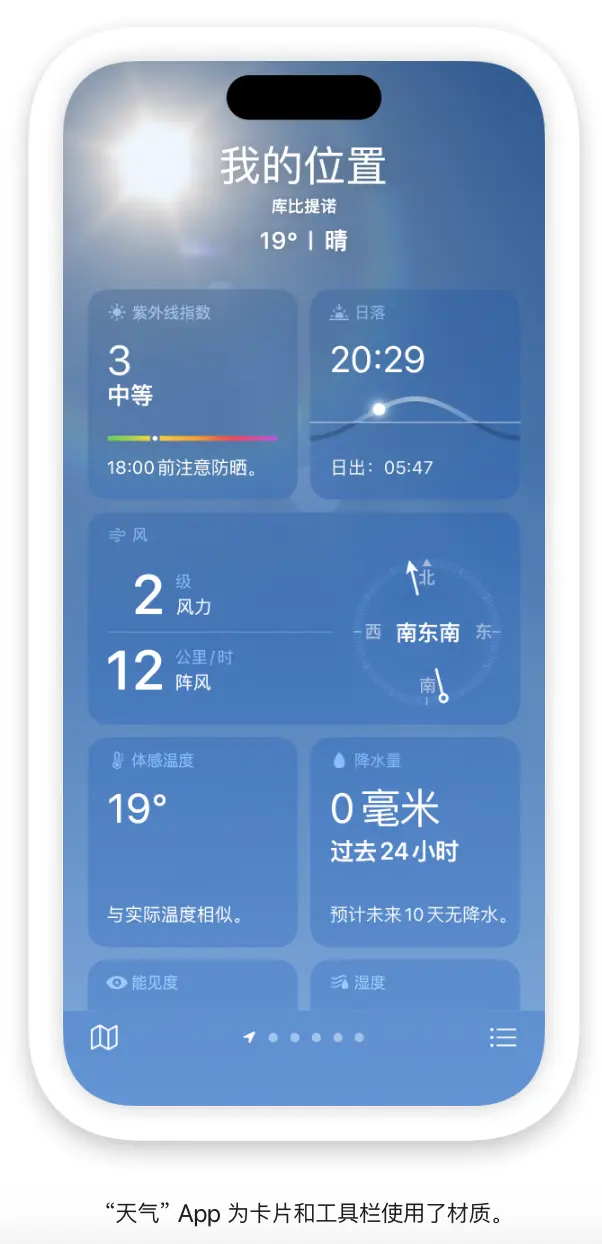 我的位置
库比提诺
19° | 晴
紫外线指数
3
中等
18:00前注意防晒。
日落
20:29
日出：05:47
风
2 级
风力
12 公里/时
阵风
北
西 南东南 东
南
体感温度
19°
与实际温度相似。
降水量
0毫米
过去24小时
预计未来10天无降水。
能见度
湿度
“天气” App 为卡片和工具栏使用了材质。